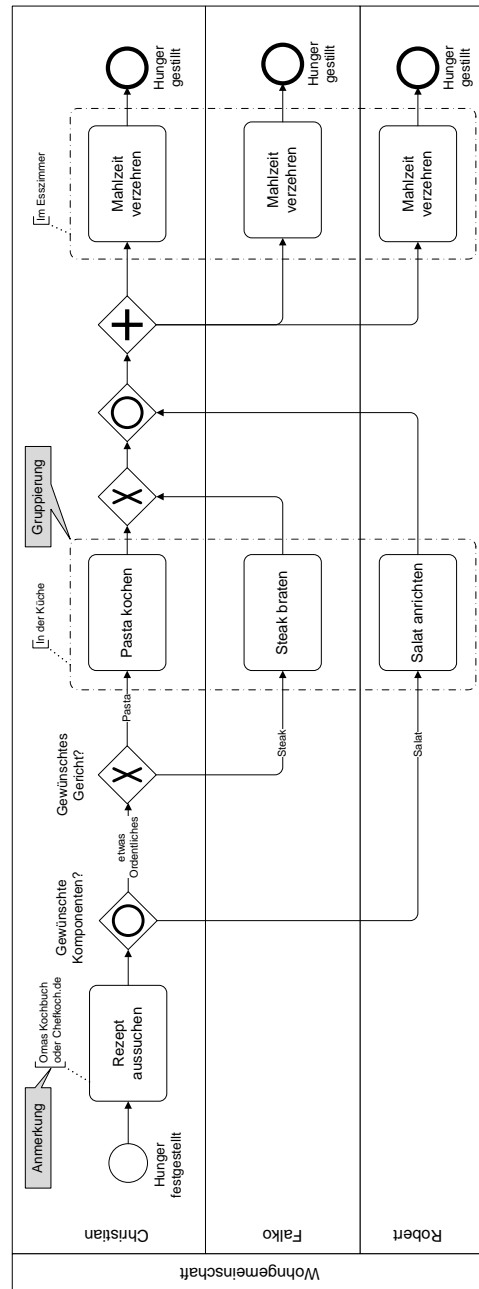 Wohngemeinschaft
Christian
Falko
Robert
Anmerkung
Omas Kochbuch
oder Chefkoch.de
Hunger
festgestellt
Rezept
aussuchen
Gewünschte
Komponenten?
etwas
Ordentliches
Gewünschtes
Gericht?
Pasta
Steak
Salat
In der Küche
Gruppierung
Pasta kochen
Steak braten
Salat anrichten
Im Esszimmer
Mahlzeit
verzehren
Hunger
gestillt
Mahlzeit
verzehren
Hunger
gestillt
Mahlzeit
verzehren
Hunger
gestillt